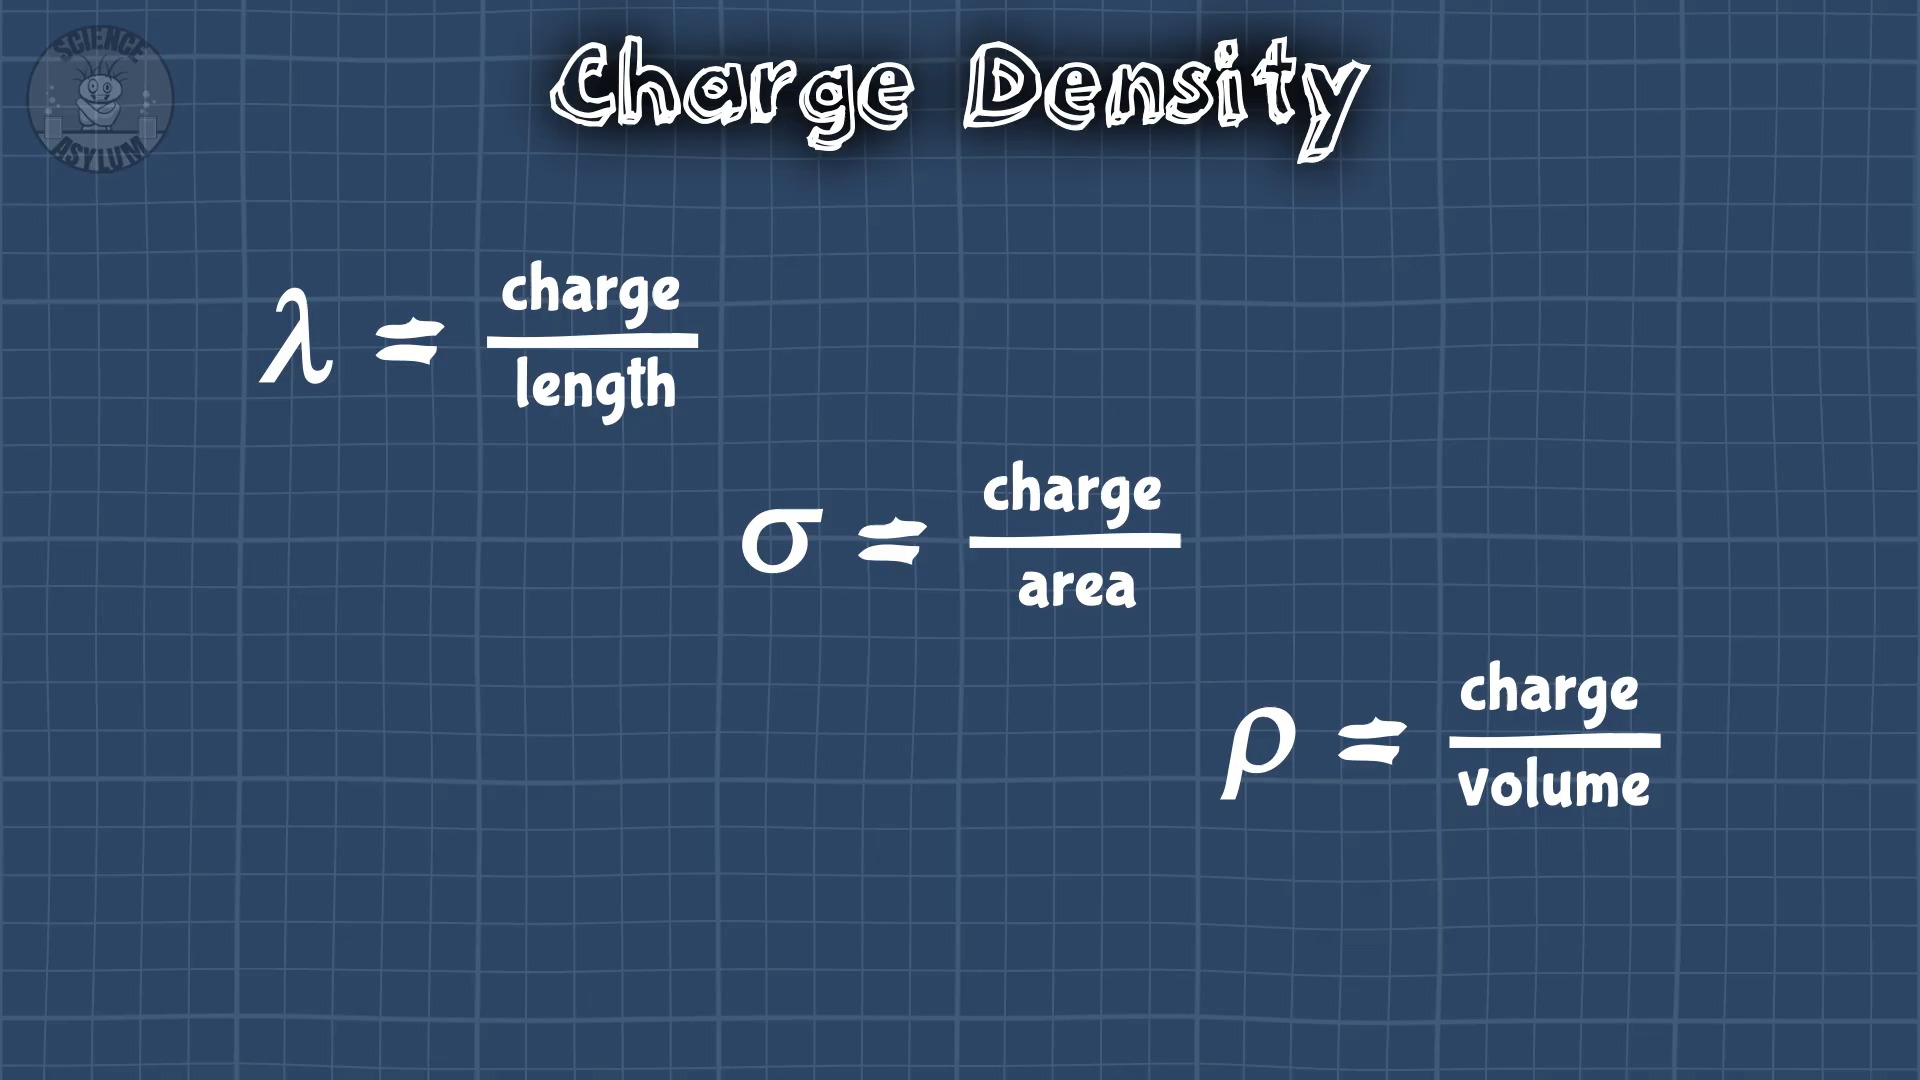 SCIENCE
ASYLUM
Charge Density
λ = charge
length
σ = charge
area
ρ = charge
volume